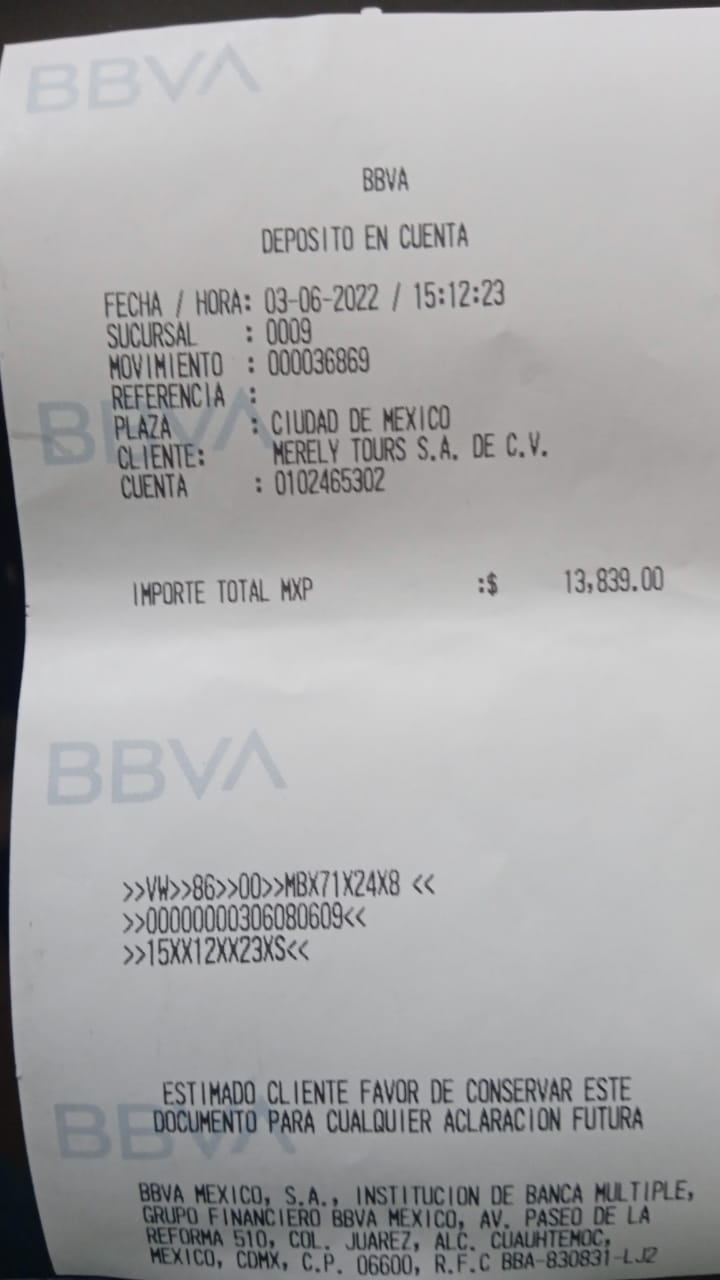 BBVA
BBVA
DEPOSITO EN CUENTA
FECHA / HORA: 03-06-2022 / 15:12:23
SUCURSAL : 0009
MOVIMIENTO : 000036869
REFERENCIA :
BBVA
PLAZA : CIUDAD DE MEXICO
CLIENTE: MERELY TOURS S.A. DE C.V.
CUENTA : 0102465302
IMPORTE TOTAL MXP :$ 13,839.00
BBVA
>>VW>>86>>00>>MBX71X24X8 <<
>>00000000306080609<<
>>15XX12XX23XS<<
ESTIMADO CLIENTE FAVOR DE CONSERVAR ESTE
DOCUMENTO PARA CUALQUIER ACLARACION FUTURA
BBVA
BBVA MEXICO, S.A., INSTITUCION DE BANCA MULTIPLE,
GRUPO FINANCIERO BBVA MEXICO, AV. PASEO DE LA
REFORMA 510, COL. JUAREZ, ALC. CUAUHTEMOC,
MEXICO, CDMX, C.P. 06600, R.F.C BBA-830831-LJ2